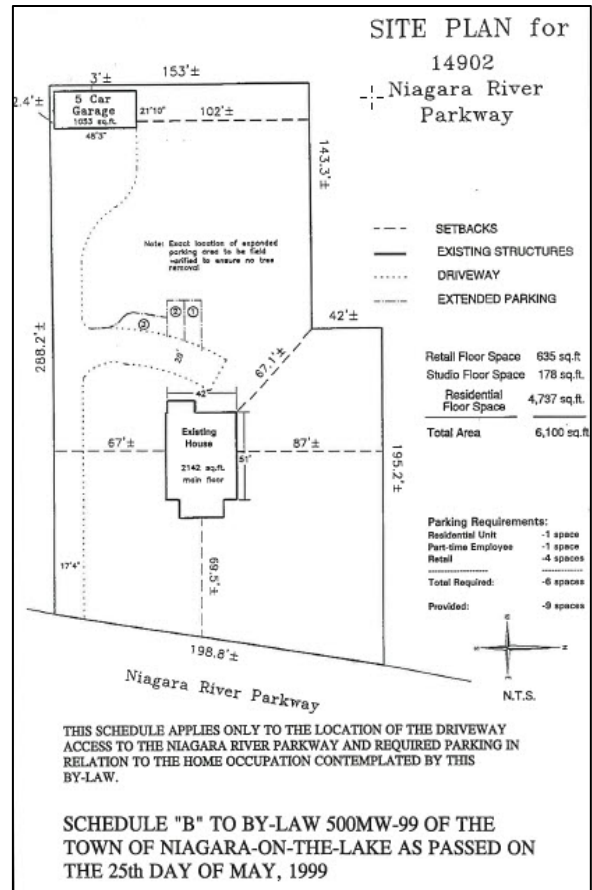 SITE PLAN for
14902
Niagara River
Parkway
3'±
153'±
2.4'±
5 Car
Garage
1033 sq.ft.
48'3"
21'10"
102'±
143.3'±
Note: Exact location of expanded
parking area to be field
verified to ensure no tree
removal
SETBACKS
EXISTING STRUCTURES
DRIVEWAY
EXTENDED PARKING
288.2'±
2
1
3
42'±
67.1'±
42'
Existing
House
2142 sq.ft.
main floor
51'
67'±
87'±
195.2'±
17'4"
69.5'±
198.8'±
Niagara River Parkway
Retail Floor Space 635 sq.ft
Studio Floor Space 178 sq.ft.
Residential
Floor Space 4,737 sq.ft.
Total Area 6,100 sq.ft
Parking Requirements:
Residential Unit -1 space
Part-time Employee -1 space
Retail -4 spaces
Total Required: -6 spaces
Provided: -9 spaces
N.T.S.
THIS SCHEDULE APPLIES ONLY TO THE LOCATION OF THE DRIVEWAY
ACCESS TO THE NIAGARA RIVER PARKWAY AND REQUIRED PARKING IN
RELATION TO THE HOME OCCUPATION CONTEMPLATED BY THIS
BY-LAW.
SCHEDULE "B" TO BY-LAW 500MW-99 OF THE
TOWN OF NIAGARA-ON-THE-LAKE AS PASSED ON
THE 25th DAY OF MAY, 1999